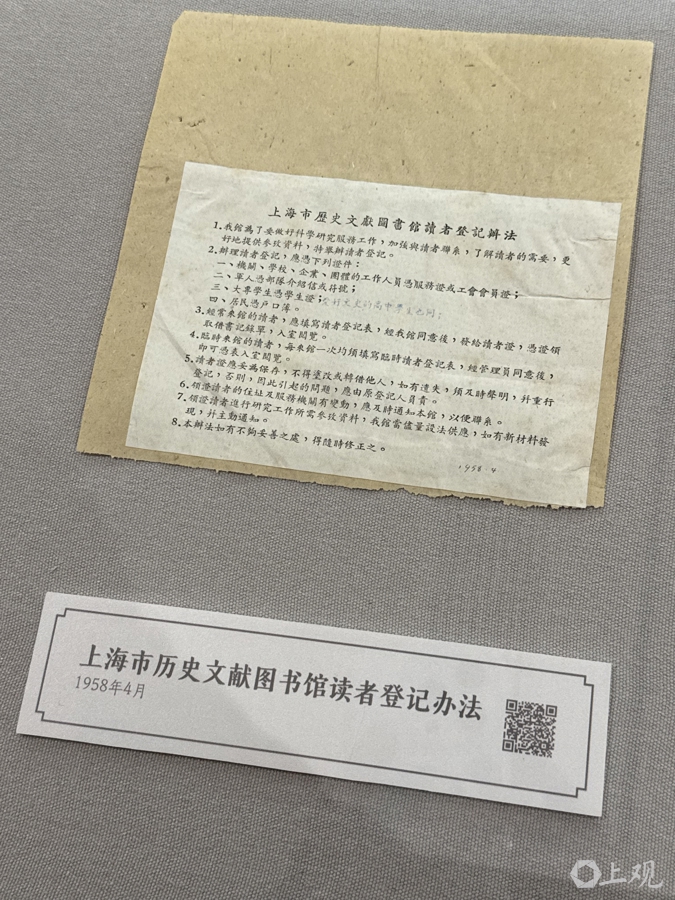 上海市歷史文獻圖書館讀者登記辦法
1.我館為了要做好科學研究服務工作，加強與讀者聯系，了解讀者的需要，更
好地提供參攷資料，特舉辦讀者登記。
2.辦理讀者登記，應憑下列證件：
一、機關、學校、企業、團體的工作人員憑服務證或工會會員證；
二、軍人憑部隊介紹信或符號；
三、大專學生憑學生證；
四、居民憑户口簿。
3.經常來館的讀者，應填寫讀者登記表，經我館同意後，發給讀者證，憑證領
取借書記錄單，入室閱覽。
4.臨時來館的讀者，每來館一次均須填寫臨時讀者登記表，經管理員同意後，
即可憑表入室閱覽。
5.讀者證應妥為保存，不得塗改或轉借他人，如有遺失，須及時聲明，并重行
登記，否則，因此引起的問題，應由原登記人員責。
6.領證讀者的住址及服務機關有變動，應及時通知本館，以便聯系。
7.領證讀者進行研究工作所需參攷資料，我館當儘量設法供應，如有新材料發
現，并主動通知。
8.本辦法如有不夠妥善之處，得隨時修正之。
1958.4
上海市历史文献图书馆读者登记办法
1958年4月
上观